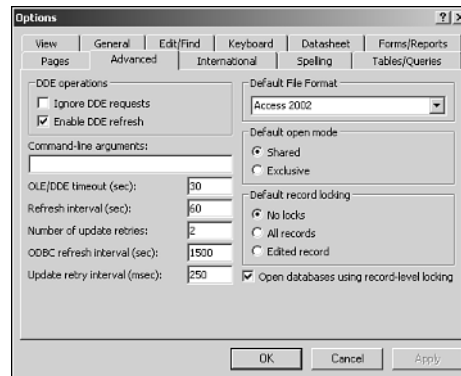 Options
? x
View General Edit/Find Keyboard Datasheet Forms/Reports
Pages Advanced International Spelling Tables/Queries
DDE operations
Ignore DDE requests
Enable DDE refresh
Command-line arguments:
OLE/DDE timeout (sec): 30
Refresh interval (sec): 60
Number of update retries: 2
ODBC refresh interval (sec): 1500
Update retry interval (msec): 250
Default File Format
Access 2002
Default open mode
Shared
Exclusive
Default record locking
No locks
All records
Edited record
Open databases using record-level locking
OK Cancel Apply